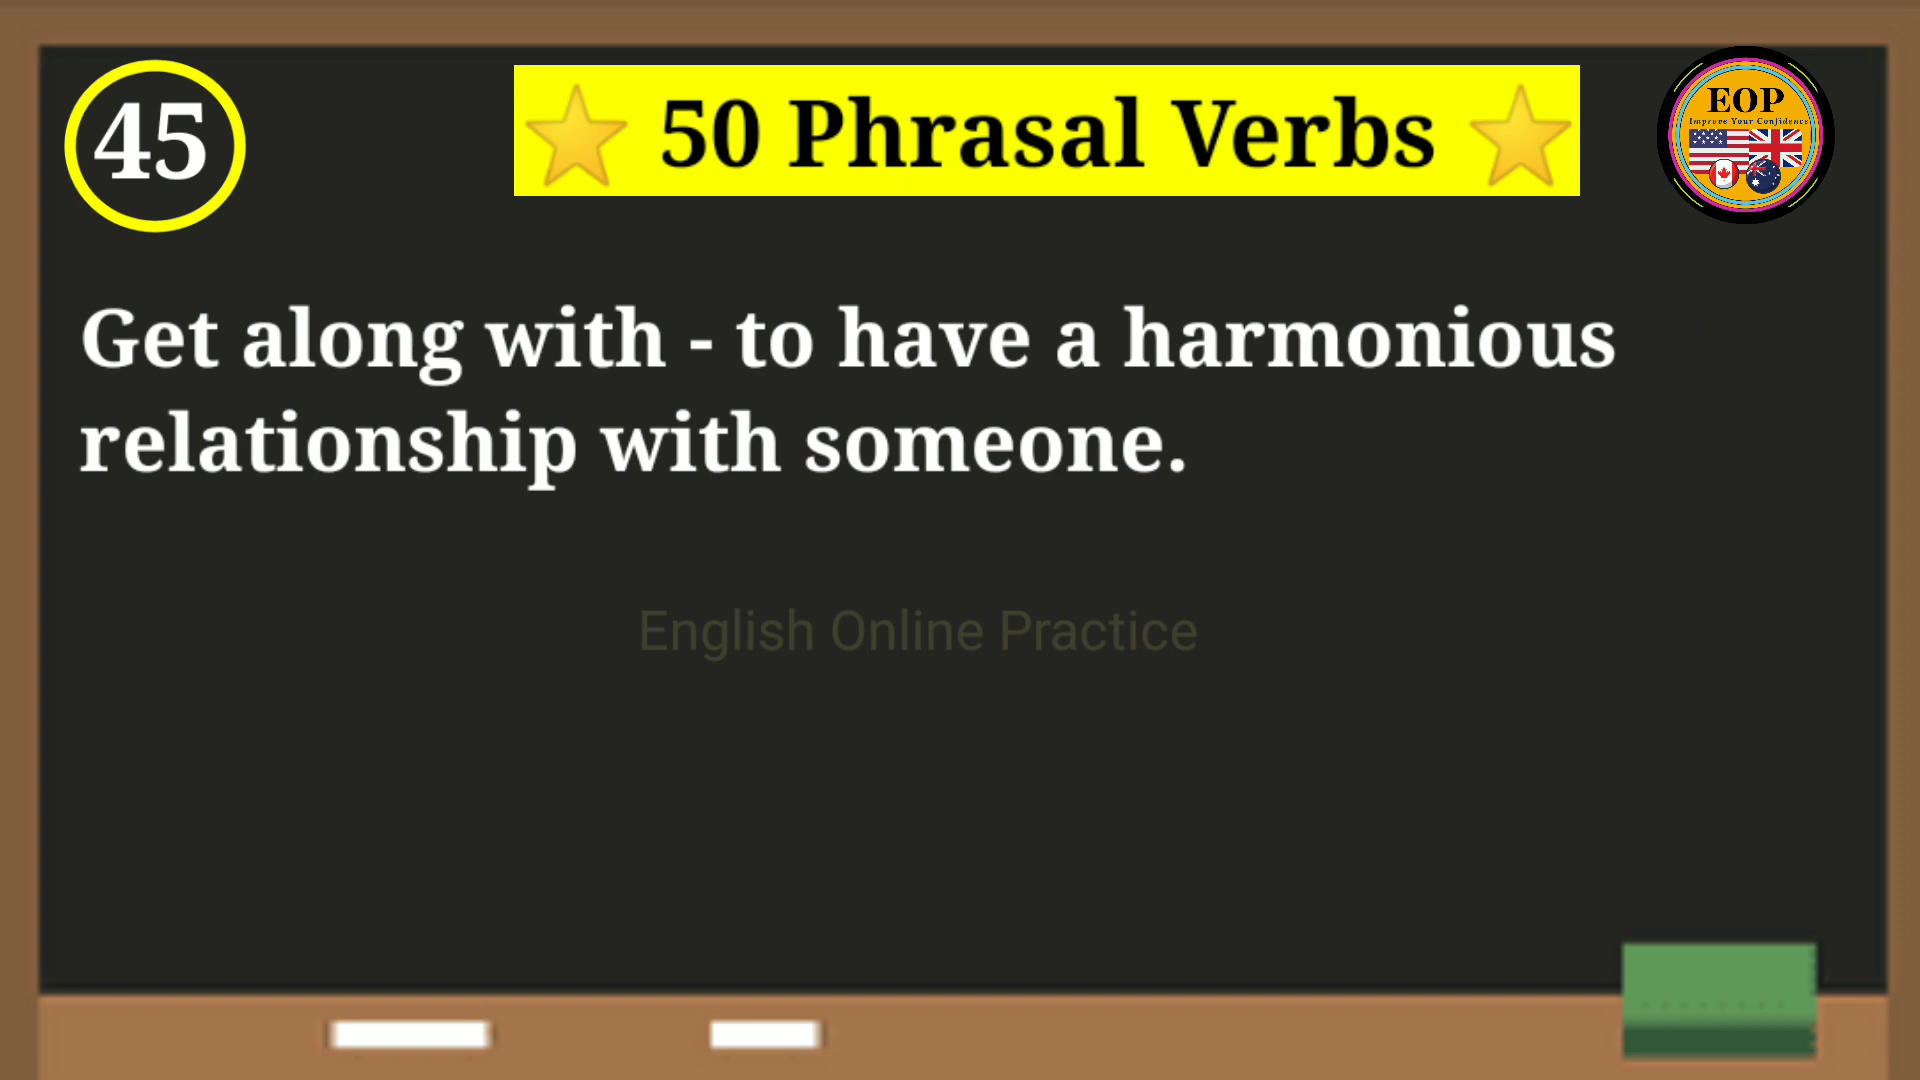 45
50 Phrasal Verbs
EOP
Improve Your Confidence
Get along with - to have a harmonious
relationship with someone.
English Online Practice